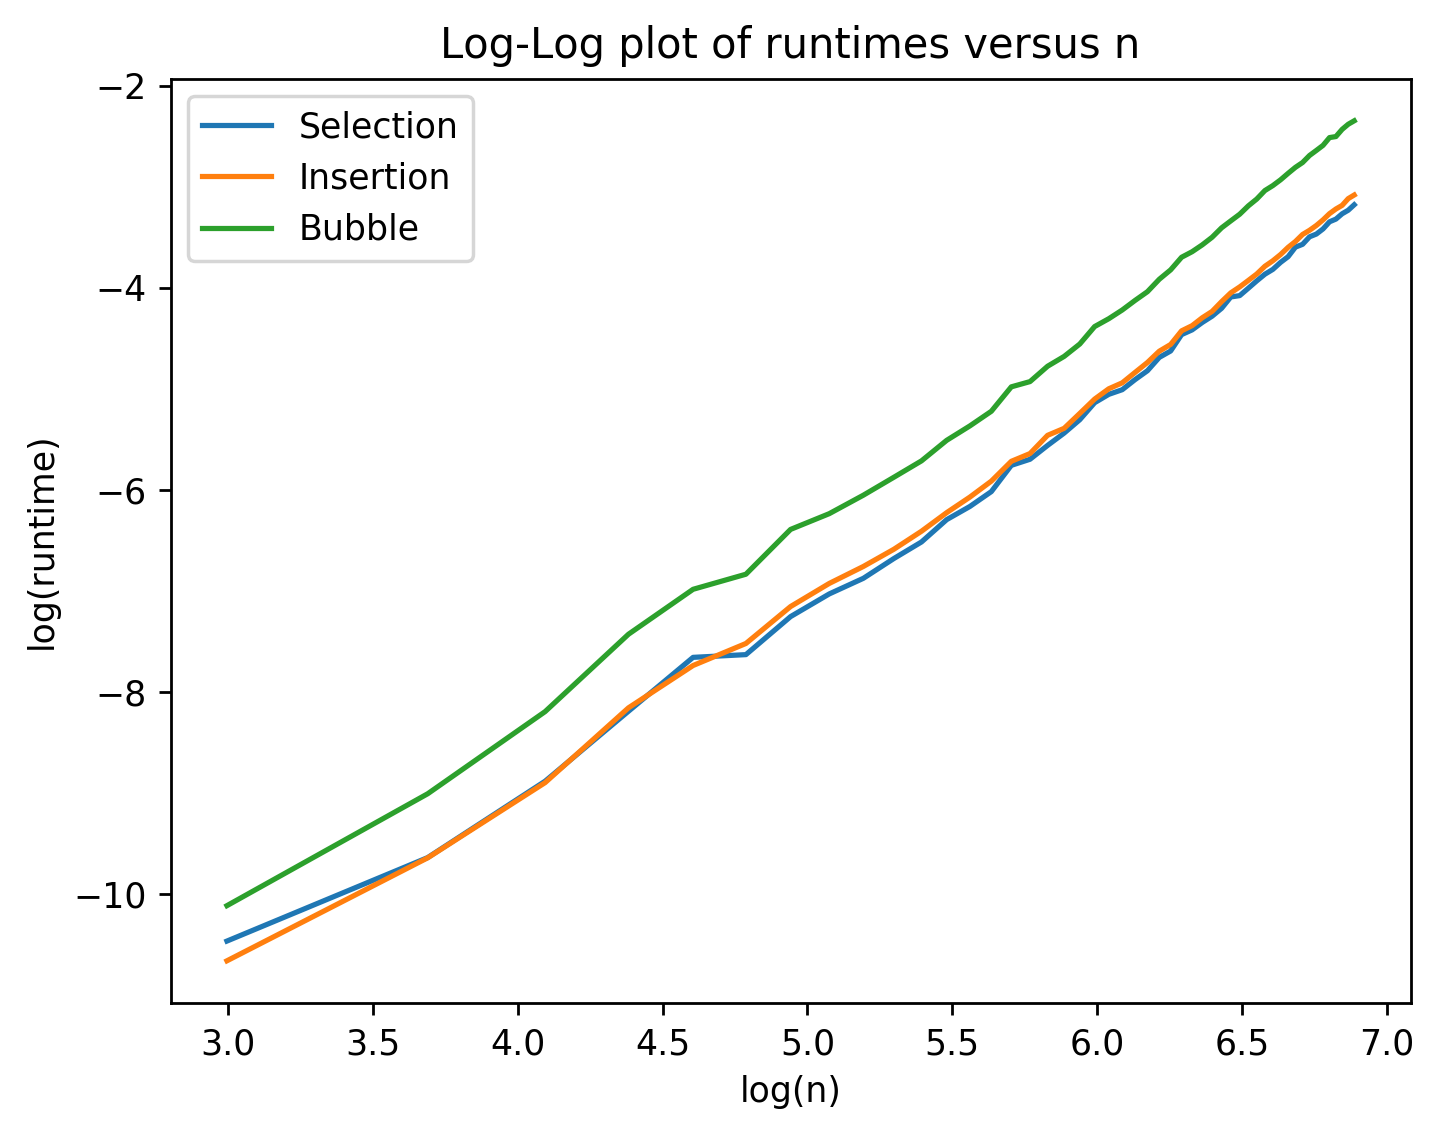 Log-Log plot of runtimes versus n
Selection
Insertion
Bubble
−2
−4
−6
−8
−10
log(runtime)
3.0 3.5 4.0 4.5 5.0 5.5 6.0 6.5 7.0
log(n)